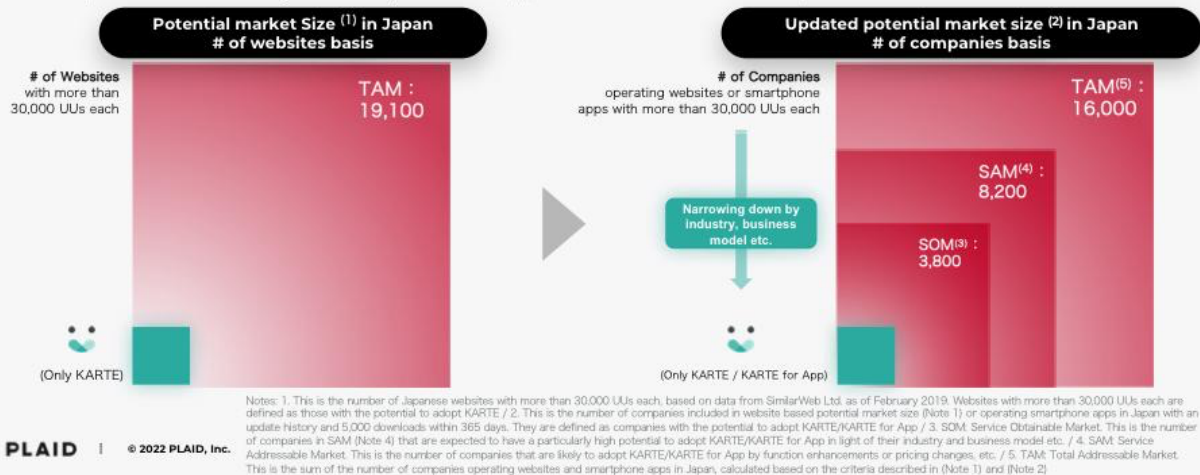 Potential Market Size (1) in Japan
# of websites basis
# of Websites
with more than
30,000 UUs each
TAM :
19,100
(Only KARTE)
Updated potential market size (2) in Japan
# of companies basis
# of Companies
operating websites or smartphone
apps with more than 30,000 UUs each
Narrowing down by
industry, business
model etc.
TAM(5) :
16,000
SAM(4) :
8,200
SOM(3) :
3,800
(Only KARTE / KARTE for App)
Notes: 1. This is the number of Japanese websites with more than 30,000 UUs each, based on data from SimilarWeb Ltd. as of February 2019. Websites with more than 30,000 UUs each are
defined as those with the potential to adopt KARTE / 2. This is the number of companies included in website based potential market size (Note 1) or operating smartphone apps in Japan with an
update history and 5,000 downloads within 365 days. They are defined as companies with the potential to adopt KARTE/KARTE for App / 3. SOM: Service Obtainable Market. This is the number
of companies in SAM (Note 4) that are expected to have a particularly high potential to adopt KARTE/KARTE for App in light of their industry and business model etc. / 4. SAM: Service
Addressable Market. This is the number of companies that are likely to adopt KARTE/KARTE for App by function enhancements or pricing changes, etc. / 5. TAM: Total Addressable Market.
This is the sum of the number of companies operating websites and smartphone apps in Japan, calculated based on the criteria described in (Note 1) and (Note 2)
PLAID | © 2022 PLAID, Inc.